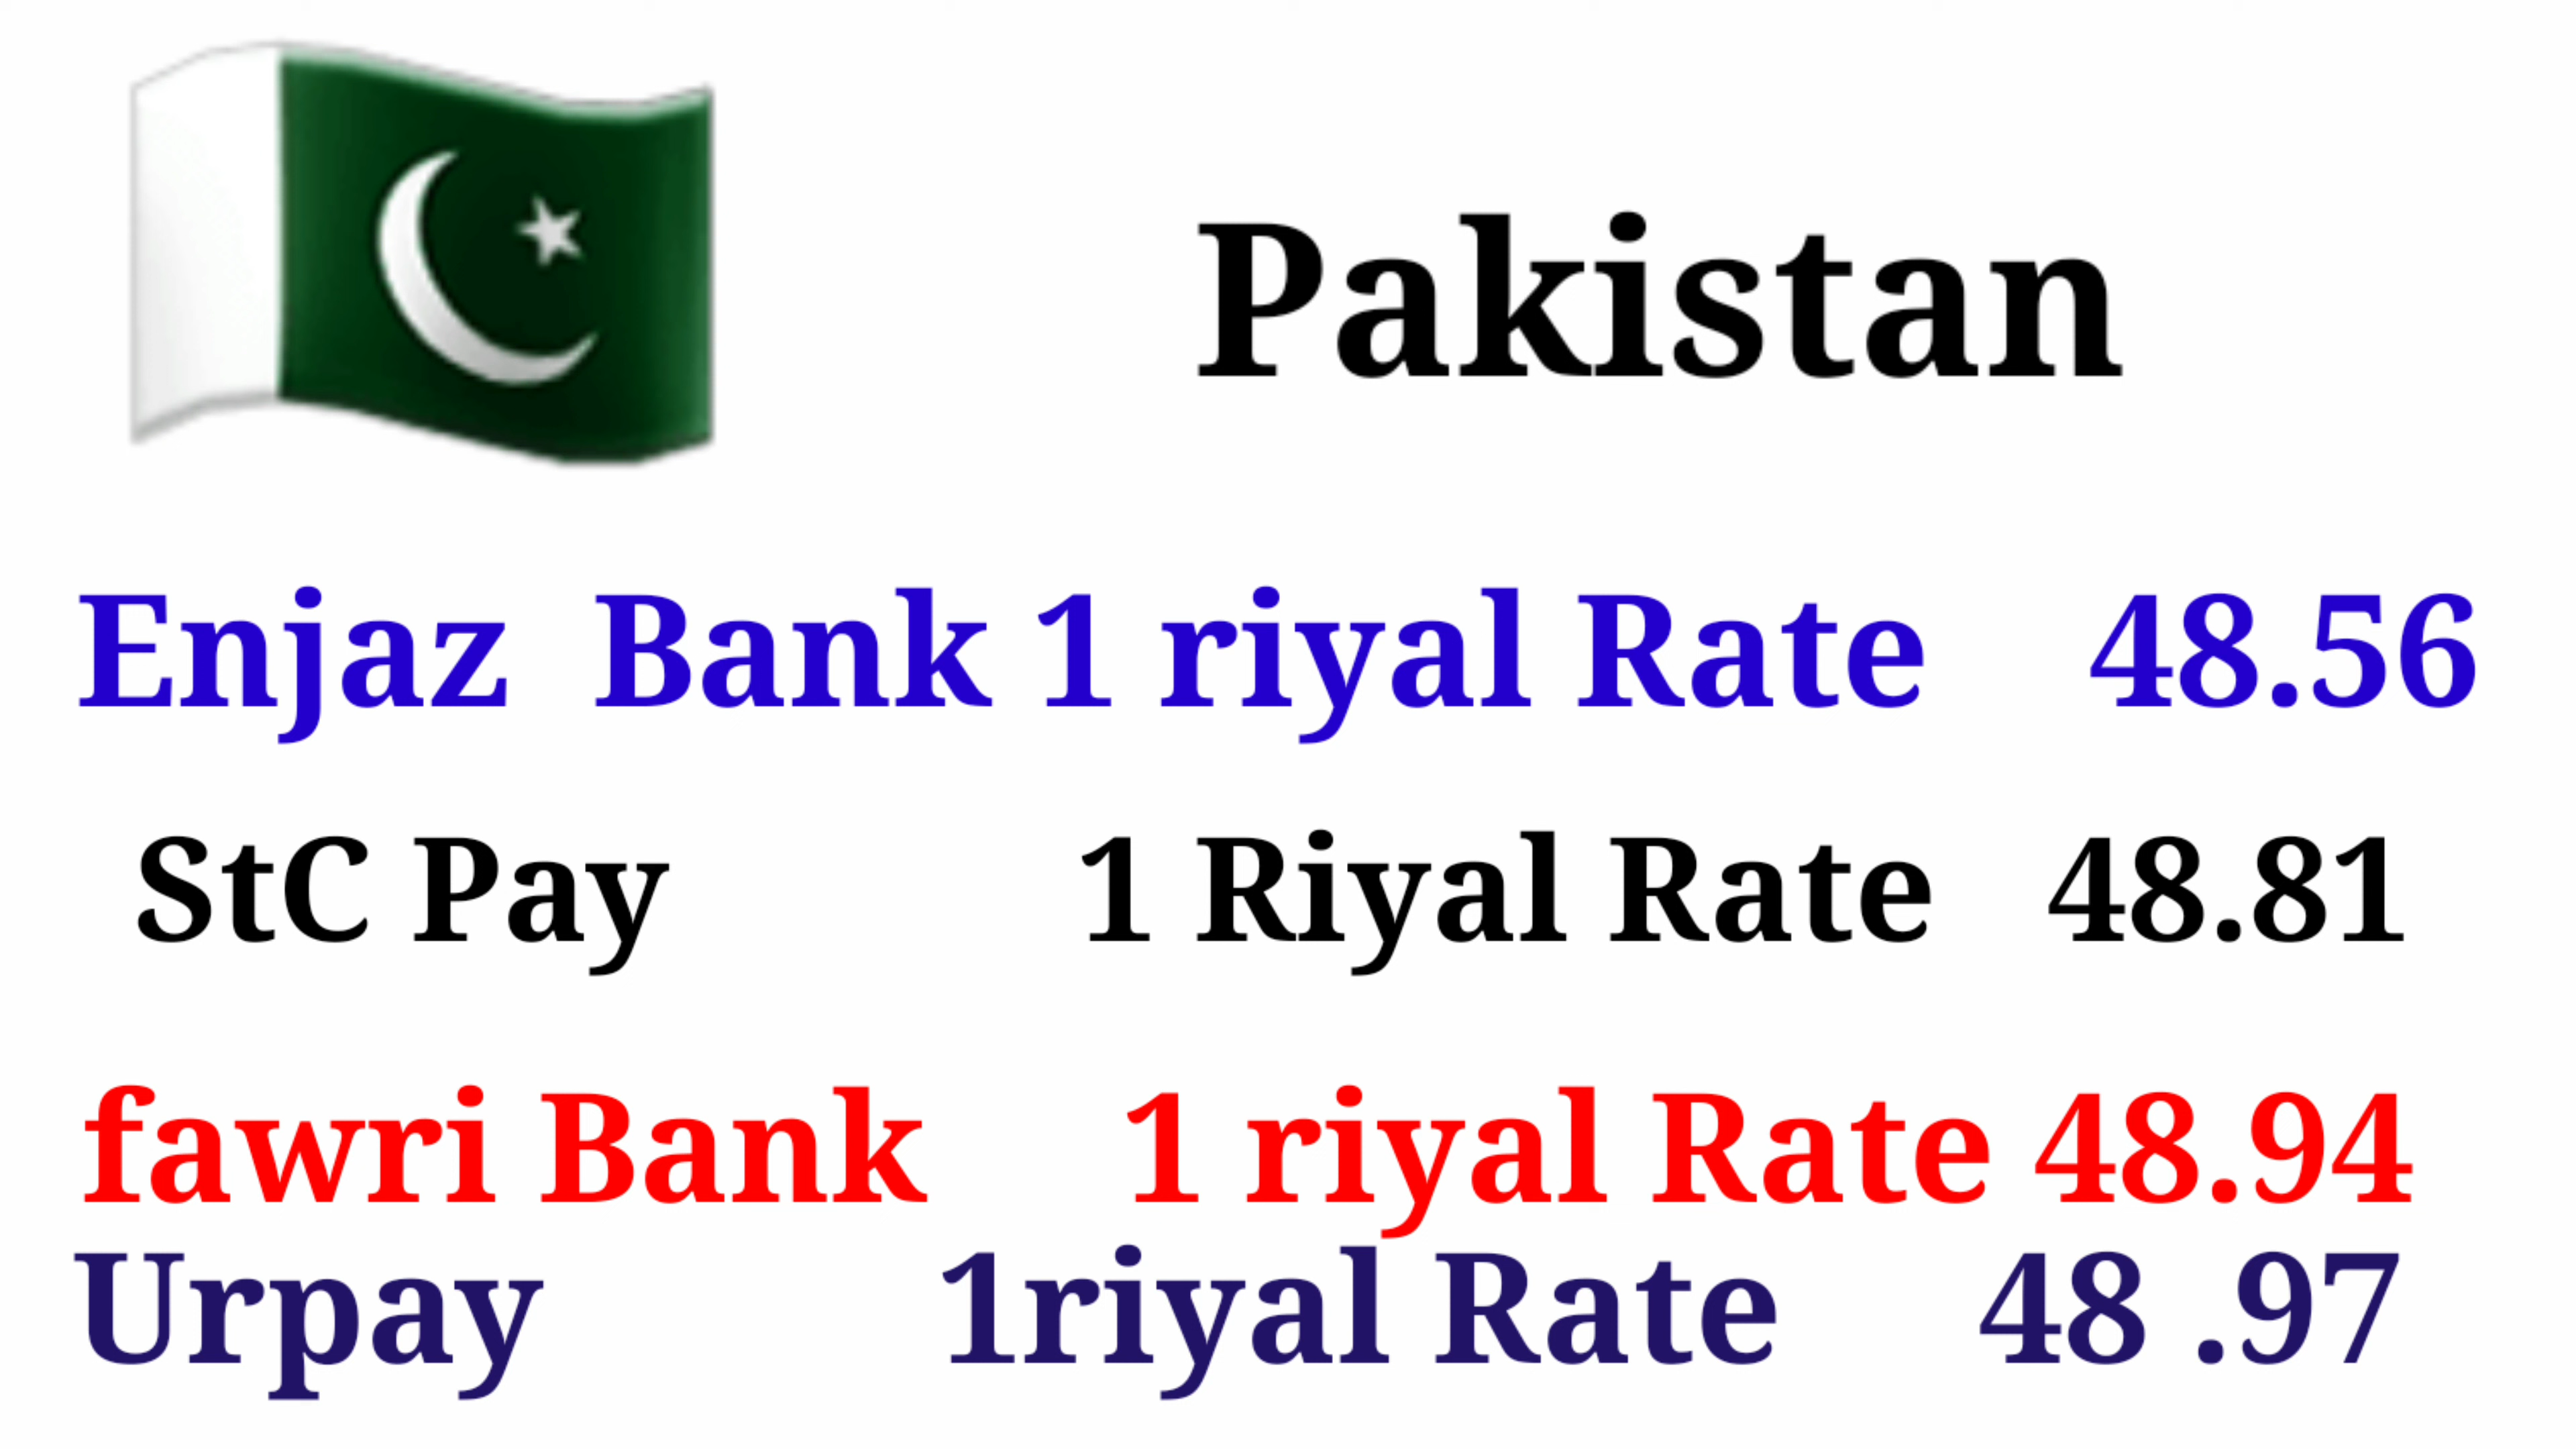 Pakistan
Enjaz Bank 1 riyal Rate 48.56
StC Pay 1 Riyal Rate 48.81
fawri Bank 1 riyal Rate 48.94
Urpay 1riyal Rate 48 .97